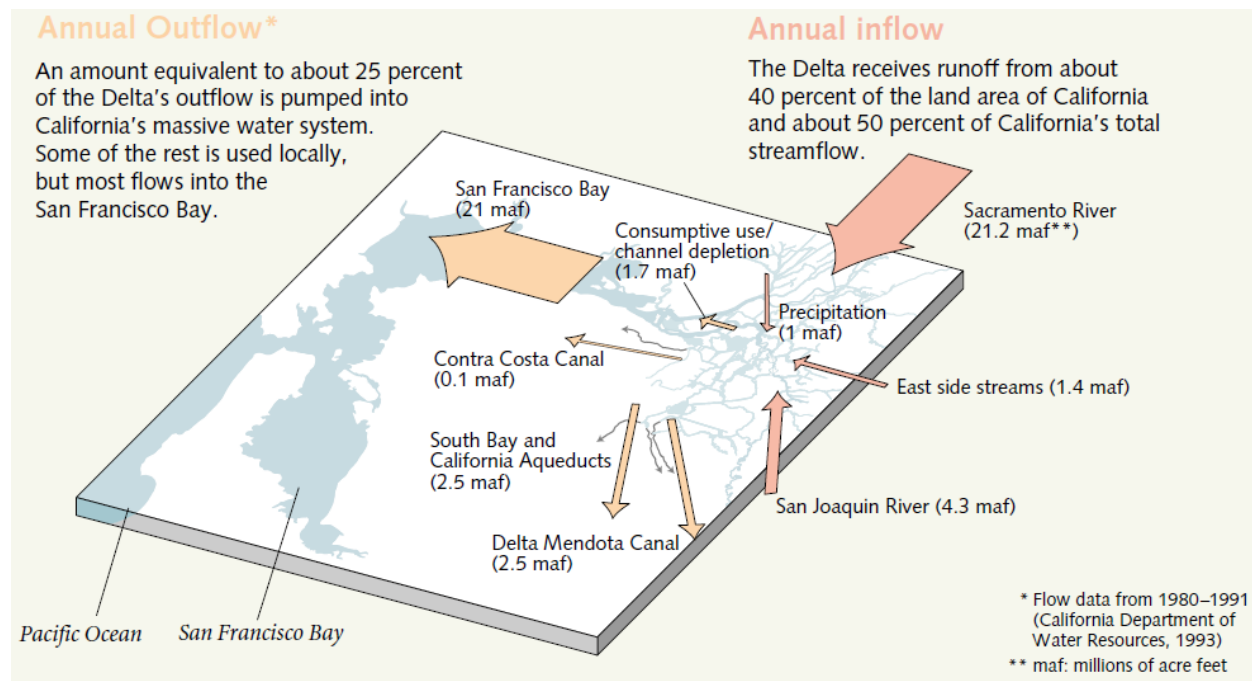 Annual Outflow*
An amount equivalent to about 25 percent
of the Delta's outflow is pumped into
California's massive water system.
Some of the rest is used locally,
but most flows into the
San Francisco Bay.
Annual inflow
The Delta receives runoff from about
40 percent of the land area of California
and about 50 percent of California's total
streamflow.
San Francisco Bay
(21 maf)
Consumptive use/
channel depletion
(1.7 maf)
Sacramento River
(21.2 maf**)
Precipitation
(1 maf)
Contra Costa Canal
(0.1 maf)
East side streams (1.4 maf)
South Bay and
California Aqueducts
(2.5 maf)
San Joaquin River (4.3 maf)
Delta Mendota Canal
(2.5 maf)
Pacific Ocean
San Francisco Bay
* Flow data from 1980–1991
(California Department of
Water Resources, 1993)
** maf: millions of acre feet